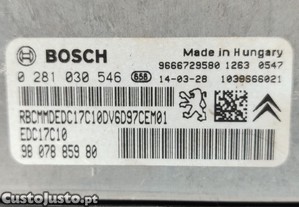 BOSCH
Made in Hungary
9666729580 1263 0547
0 281 030 546 658 14-03-28 1039S66021
RBCMMDEDC17C10DV6D97CEM01
EDC17C10
98 078 859 80
CustoJusto.pt